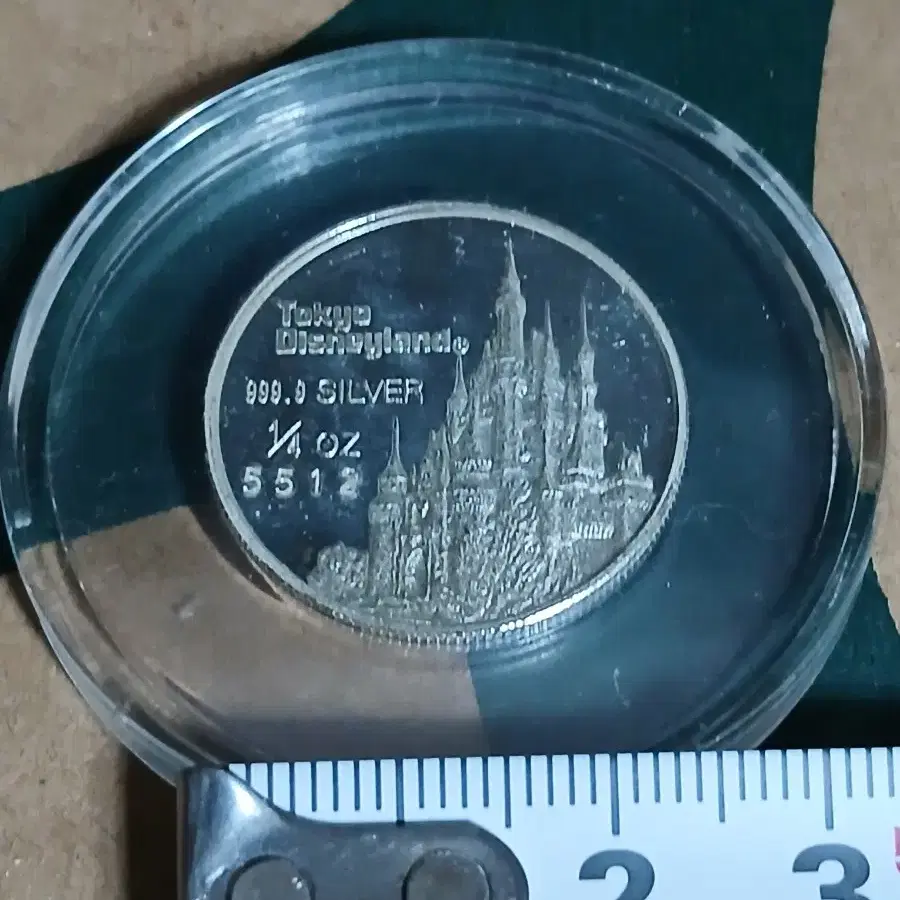 Tokyo
Disneyland®
999.9 SILVER
1/4 OZ
5512
2 3